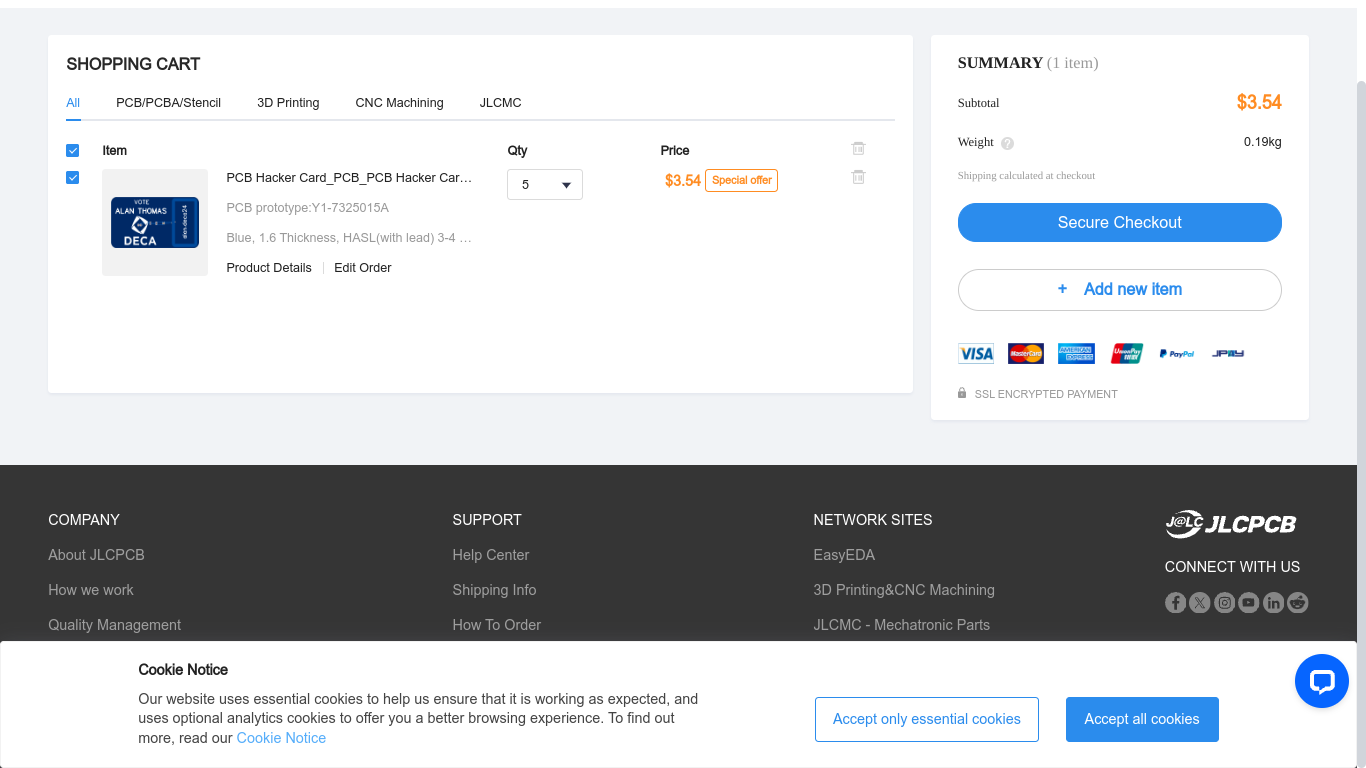 SHOPPING CART
All PCB/PCBA/Stencil 3D Printing CNC Machining JLCMC
Item Qty Price
VOTE
ALAN THOMAS
DECA
PCB Hacker Card_PCB_PCB Hacker Car…
PCB prototype:Y1-7325015A
Blue, 1.6 Thickness, HASL(with lead) 3-4 …
Product Details Edit Order
5
$3.54 Special offer
SUMMARY (1 item)
Subtotal $3.54
Weight ? 0.19kg
Shipping calculated at checkout
Secure Checkout
+ Add new item
VISA MasterCard AMERICAN EXPRESS UnionPay PayPal JPAY
SSL ENCRYPTED PAYMENT
COMPANY
About JLCPCB
How we work
Quality Management
SUPPORT
Help Center
Shipping Info
How To Order
NETWORK SITES
EasyEDA
3D Printing&CNC Machining
JLCMC - Mechatronic Parts
J@LC JLCPCB
CONNECT WITH US
Cookie Notice
Our website uses essential cookies to help us ensure that it is working as expected, and
uses optional analytics cookies to offer you a better browsing experience. To find out
more, read our Cookie Notice
Accept only essential cookies
Accept all cookies